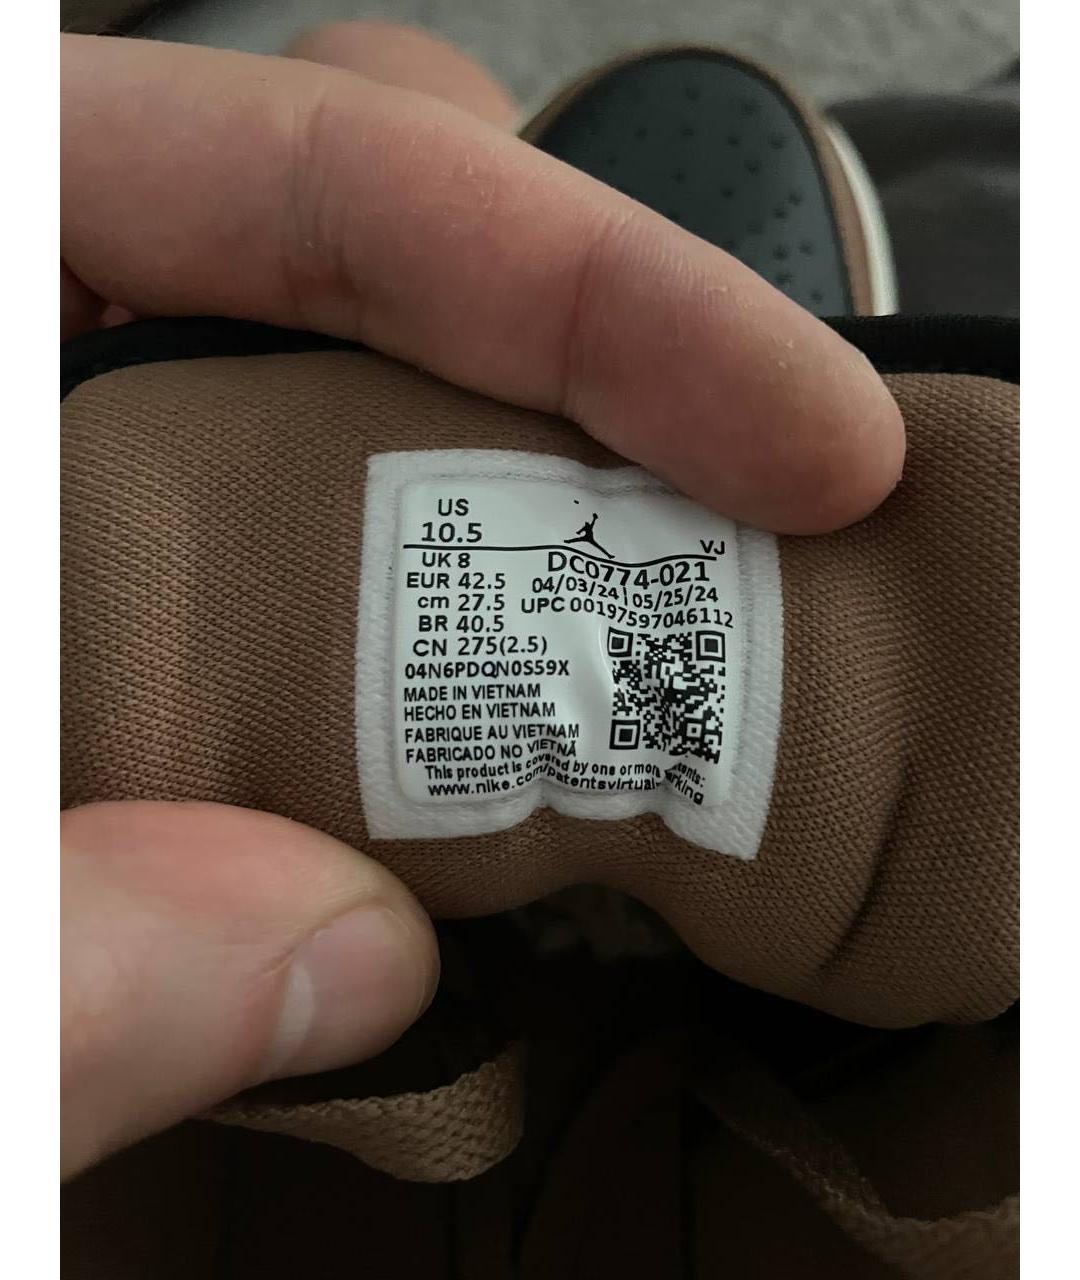 US
10.5
VJ
UK 8
DC0774-021
EUR 42.5
04/03/24 | 05/25/24
cm 27.5
UPC 00197597046112
BR 40.5
CN 275(2.5)
04N6PDQN0S59X
MADE IN VIETNAM
HECHO EN VIETNAM
FABRIQUE AU VIETNAM
FABRICADO NO VIETNÃ
This product is covered by one or more
www.nike.com/patentsvirtual-